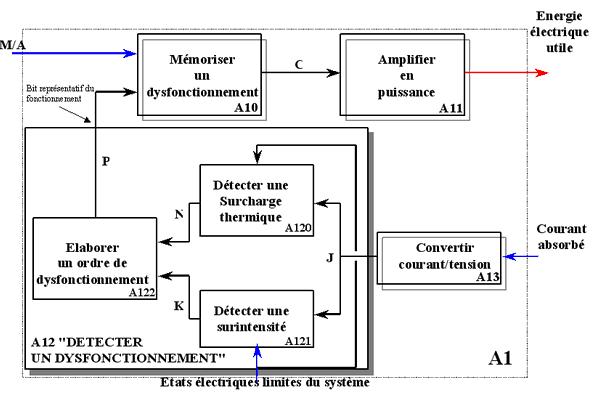 Energie
électrique
utile
M/A
Mémoriser
un
dysfonctionnement
A10
C
Amplifier
en
puissance
A11
Bit représentatif du
fonctionnement
P
Détecter une
Surcharge
thermique
A120
N
Elaborer
un ordre de
dysfonctionnement
A122
K
J
Courant
absorbé
Convertir
courant/tension
A13
Détecter une
surintensité
A121
A12 "DETECTER
UN DYSFONCTIONNEMENT"
A1
Etats électriques limites du système